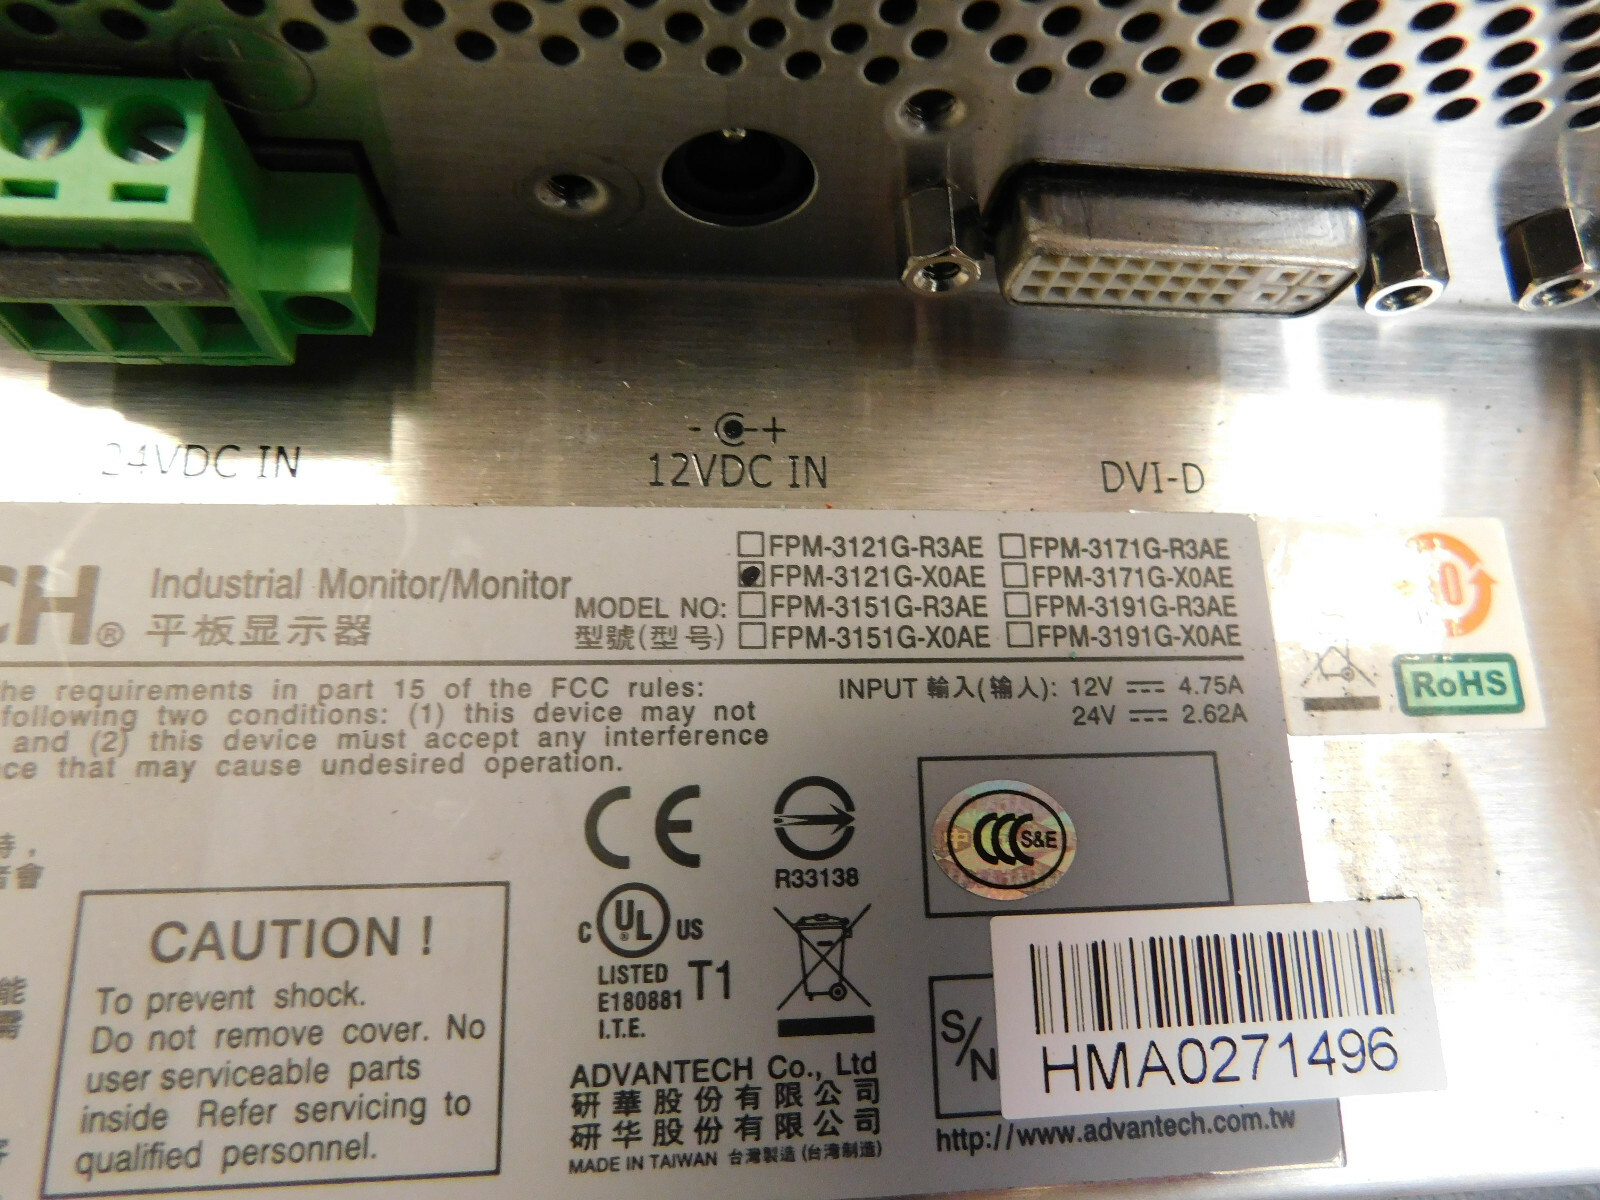 24VDC IN
- +
12VDC IN
DVI-D
CH®
Industrial Monitor/Monitor
平板显示器
MODEL NO:
型號(型号)
FPM-3121G-R3AE FPM-3171G-R3AE
FPM-3121G-X0AE FPM-3171G-X0AE
FPM-3151G-R3AE FPM-3191G-R3AE
FPM-3151G-X0AE FPM-3191G-X0AE
RoHS
he requirements in part 15 of the FCC rules:
following two conditions: (1) this device may not
and (2) this device must accept any interference
ce that may cause undesired operation.
INPUT 輸入(输入): 12V 4.75A
24V 2.62A
CE
R33138
CCC S&E
C UL® US
LISTED
E180881
I.T.E.
T1
CAUTION !
To prevent shock.
Do not remove cover. No
user serviceable parts
inside Refer servicing to
qualified personnel.
ADVANTECH Co., Ltd
研華股份有限公司
研华股份有限公司
MADE IN TAIWAN 台灣製造 (台湾制造)
S/N
HMA0271496
http://www.advantech.com.tw